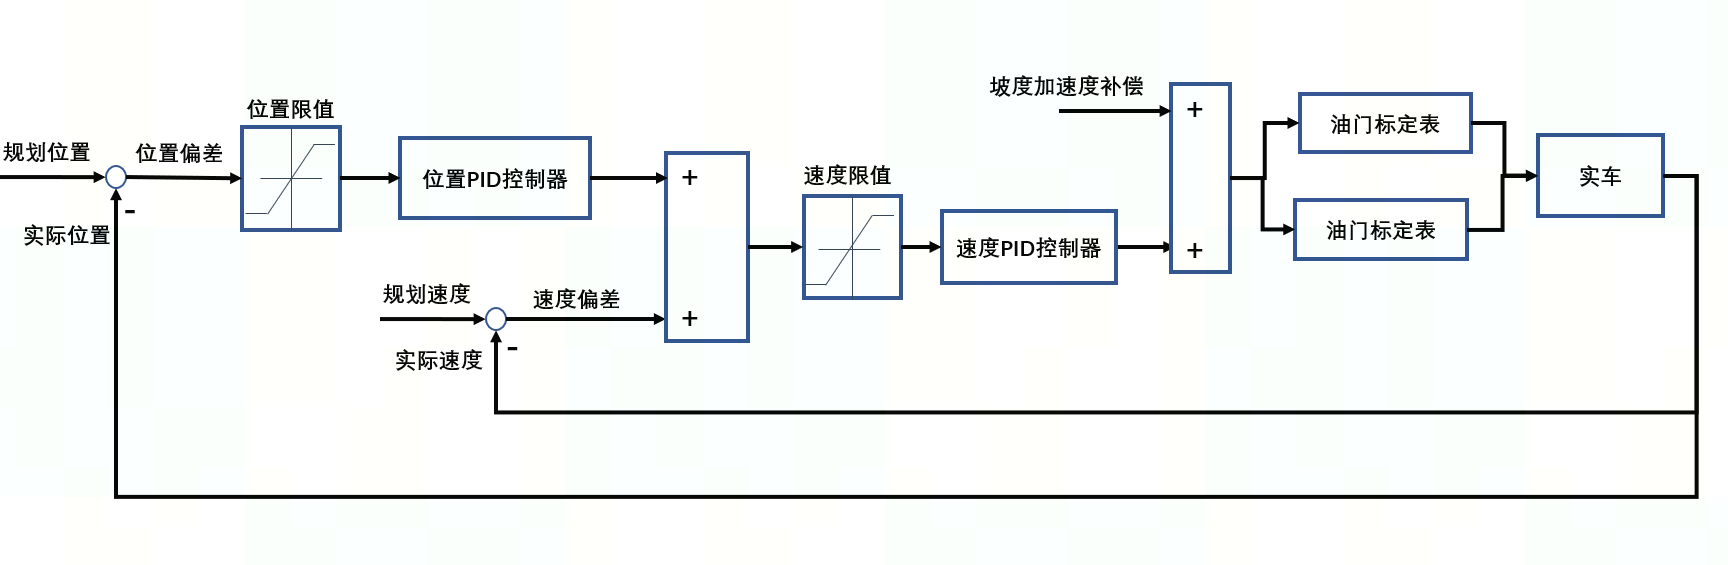 坡度加速度补偿
+
位置限值
油门标定表
规划位置
位置偏差
位置PID控制器
+
速度限值
实车
-
实际位置
油门标定表
速度PID控制器
+
规划速度
速度偏差
+
实际速度
-